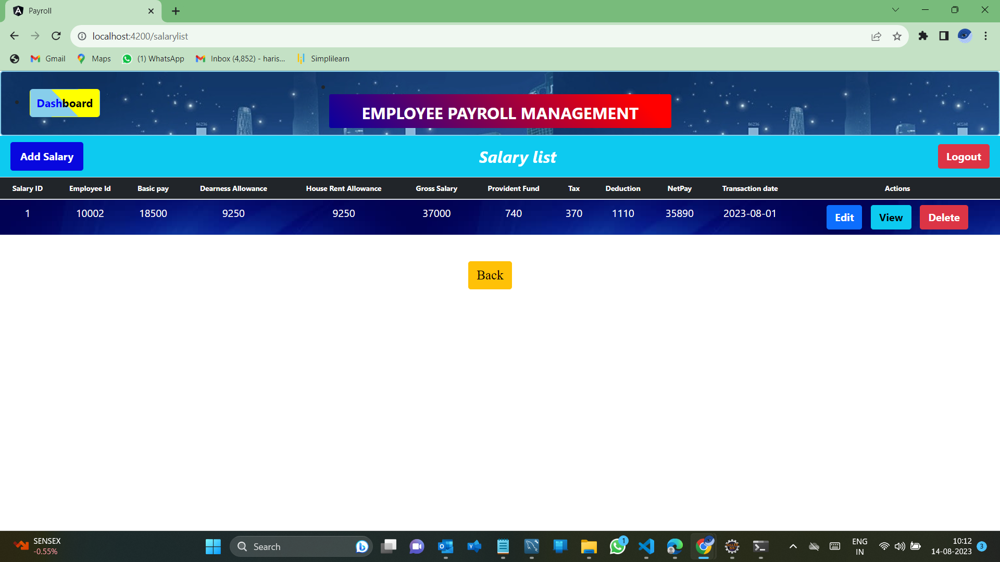 Payroll
localhost:4200/salarylist
Gmail
Maps
(1) WhatsApp
Inbox (4,852) - haris...
Simplilearn
Dashboard
EMPLOYEE PAYROLL MANAGEMENT
Add Salary
Salary list
Logout
Salary ID Employee Id Basic pay Dearness Allowance House Rent Allowance Gross Salary Provident Fund Tax Deduction NetPay Transaction date Actions
1 10002 18500 9250 9250 37000 740 370 1110 35890 2023-08-01 Edit View Delete
Back
SENSEX
-0.55%
Search
1
ENG
IN
10:12
14-08-2023
3